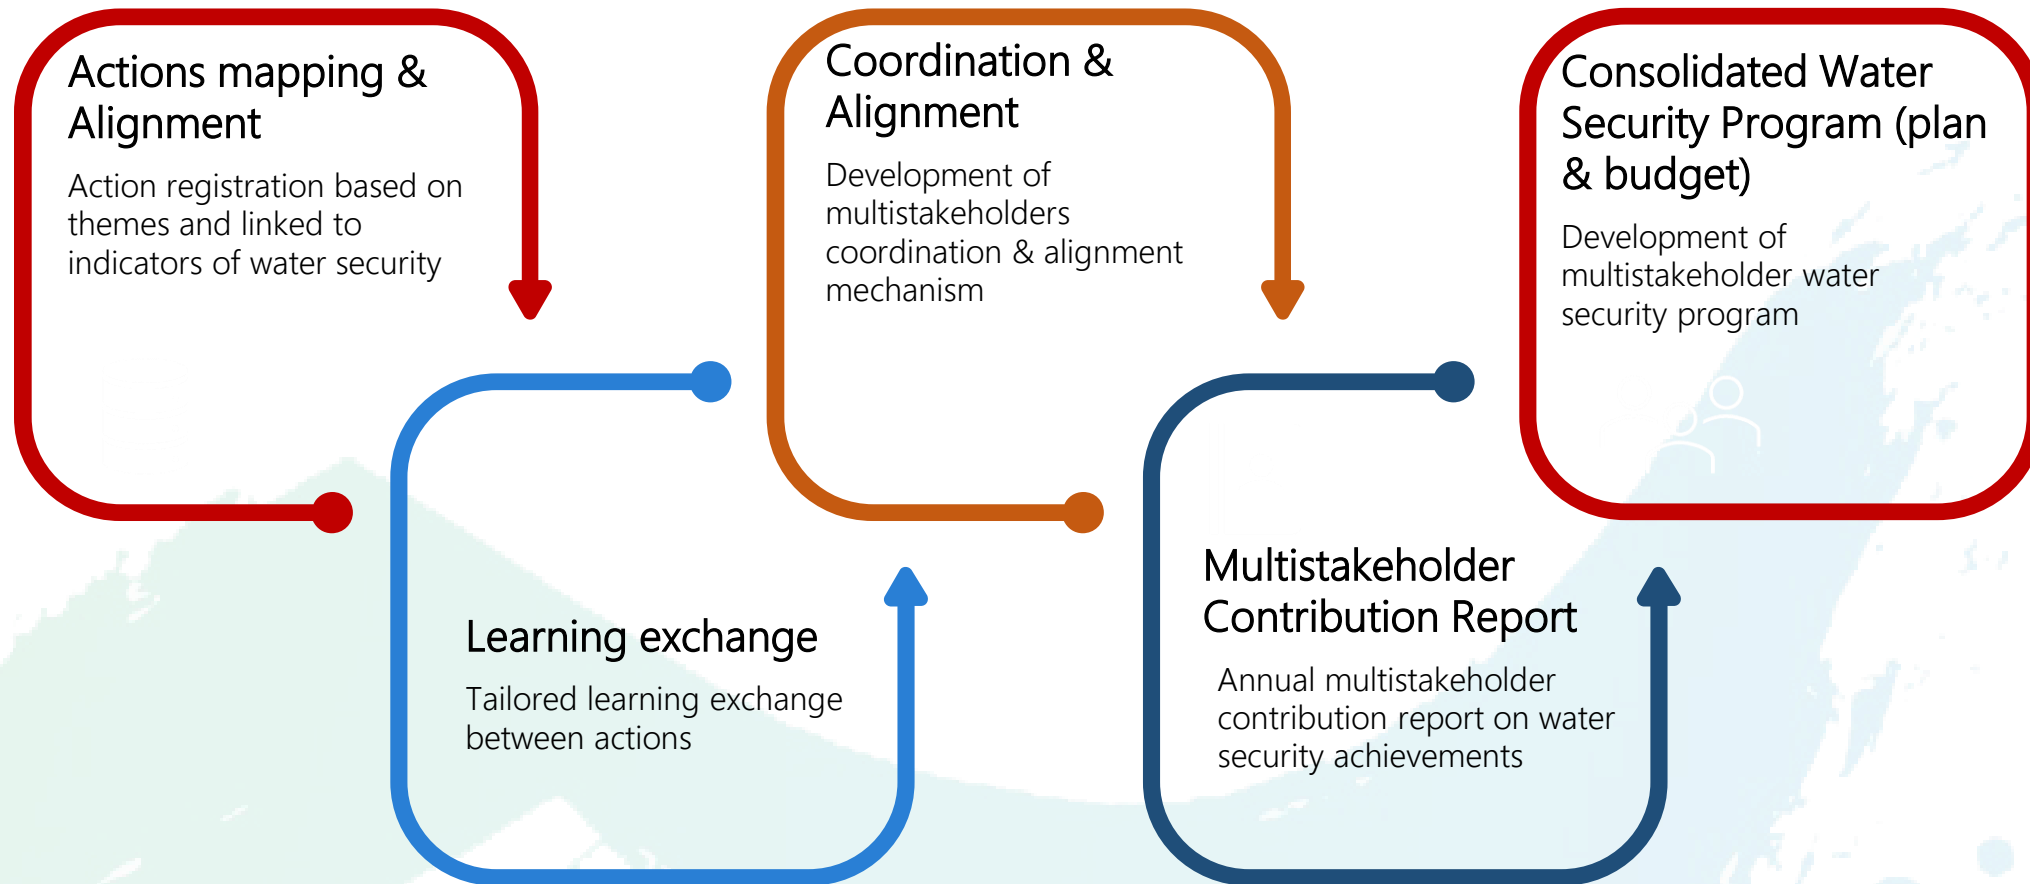 Actions mapping &
Alignment
Action registration based on
themes and linked to
indicators of water security
Learning exchange
Tailored learning exchange
between actions
Coordination &
Alignment
Development of
multistakeholders
coordination & alignment
mechanism
Multistakeholder
Contribution Report
Annual multistakeholder
contribution report on water
security achievements
Consolidated Water
Security Program (plan
& budget)
Development of
multistakeholder water
security program